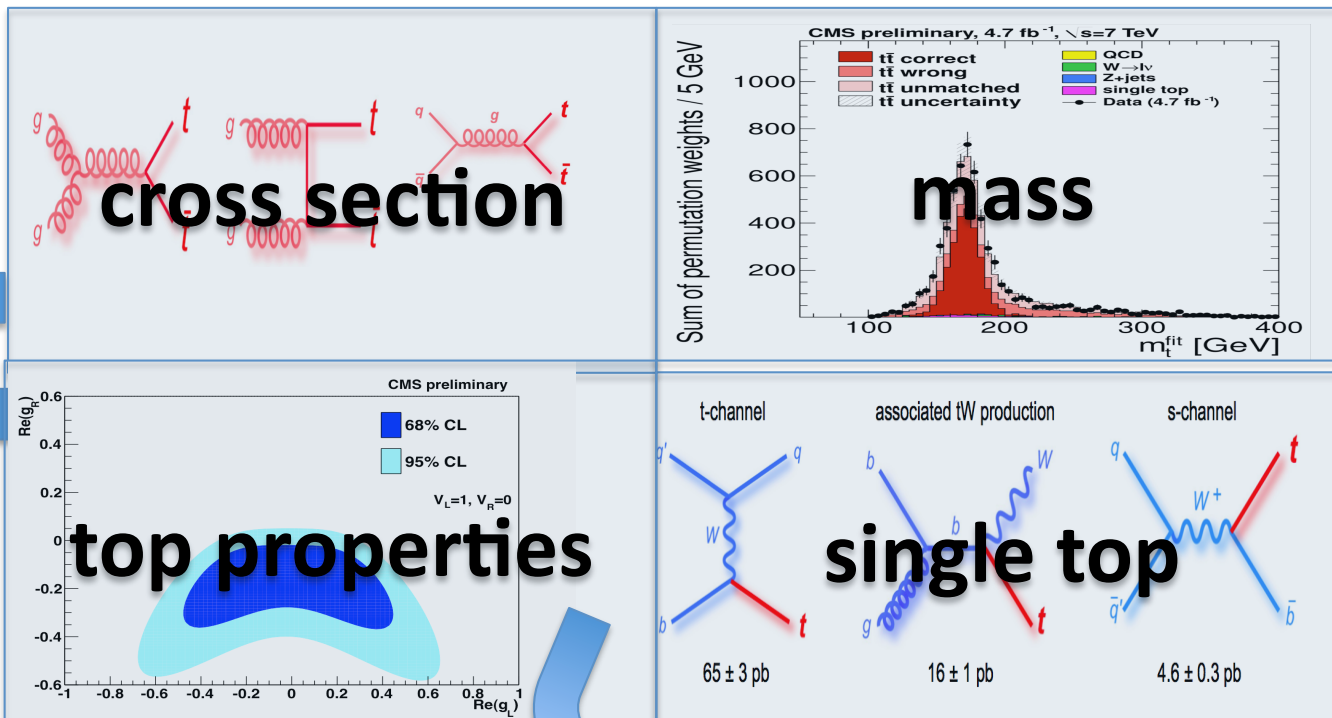 g
t
g
t̄
g
t
g
t̄
q
g
t
q̄
t̄
cross section
CMS preliminary, 4.7 fb⁻¹, √s=7 TeV
tt̄ correct
tt̄ wrong
tt̄ unmatched
tt̄ uncertainty
QCD
W→lν
Z+jets
single top
Data (4.7 fb⁻¹)
Sum of permutation weights / 5 GeV
1000
800
600
400
200
100 200 300 400
m_t^fit [GeV]
mass
CMS preliminary
68% CL
95% CL
V_L=1, V_R=0
Re(g_R)
0.6
0.4
0.2
0
-0.2
-0.4
-0.6
-1 -0.8 -0.6 -0.4 -0.2 0 0.2 0.4 0.6 0.8 1
Re(g_L)
top properties
t-channel associated tW production s-channel
q' q
W
b t
b W
b
g t
q t
W⁺
q̄' b̄
single top
65 ± 3 pb 16 ± 1 pb 4.6 ± 0.3 pb